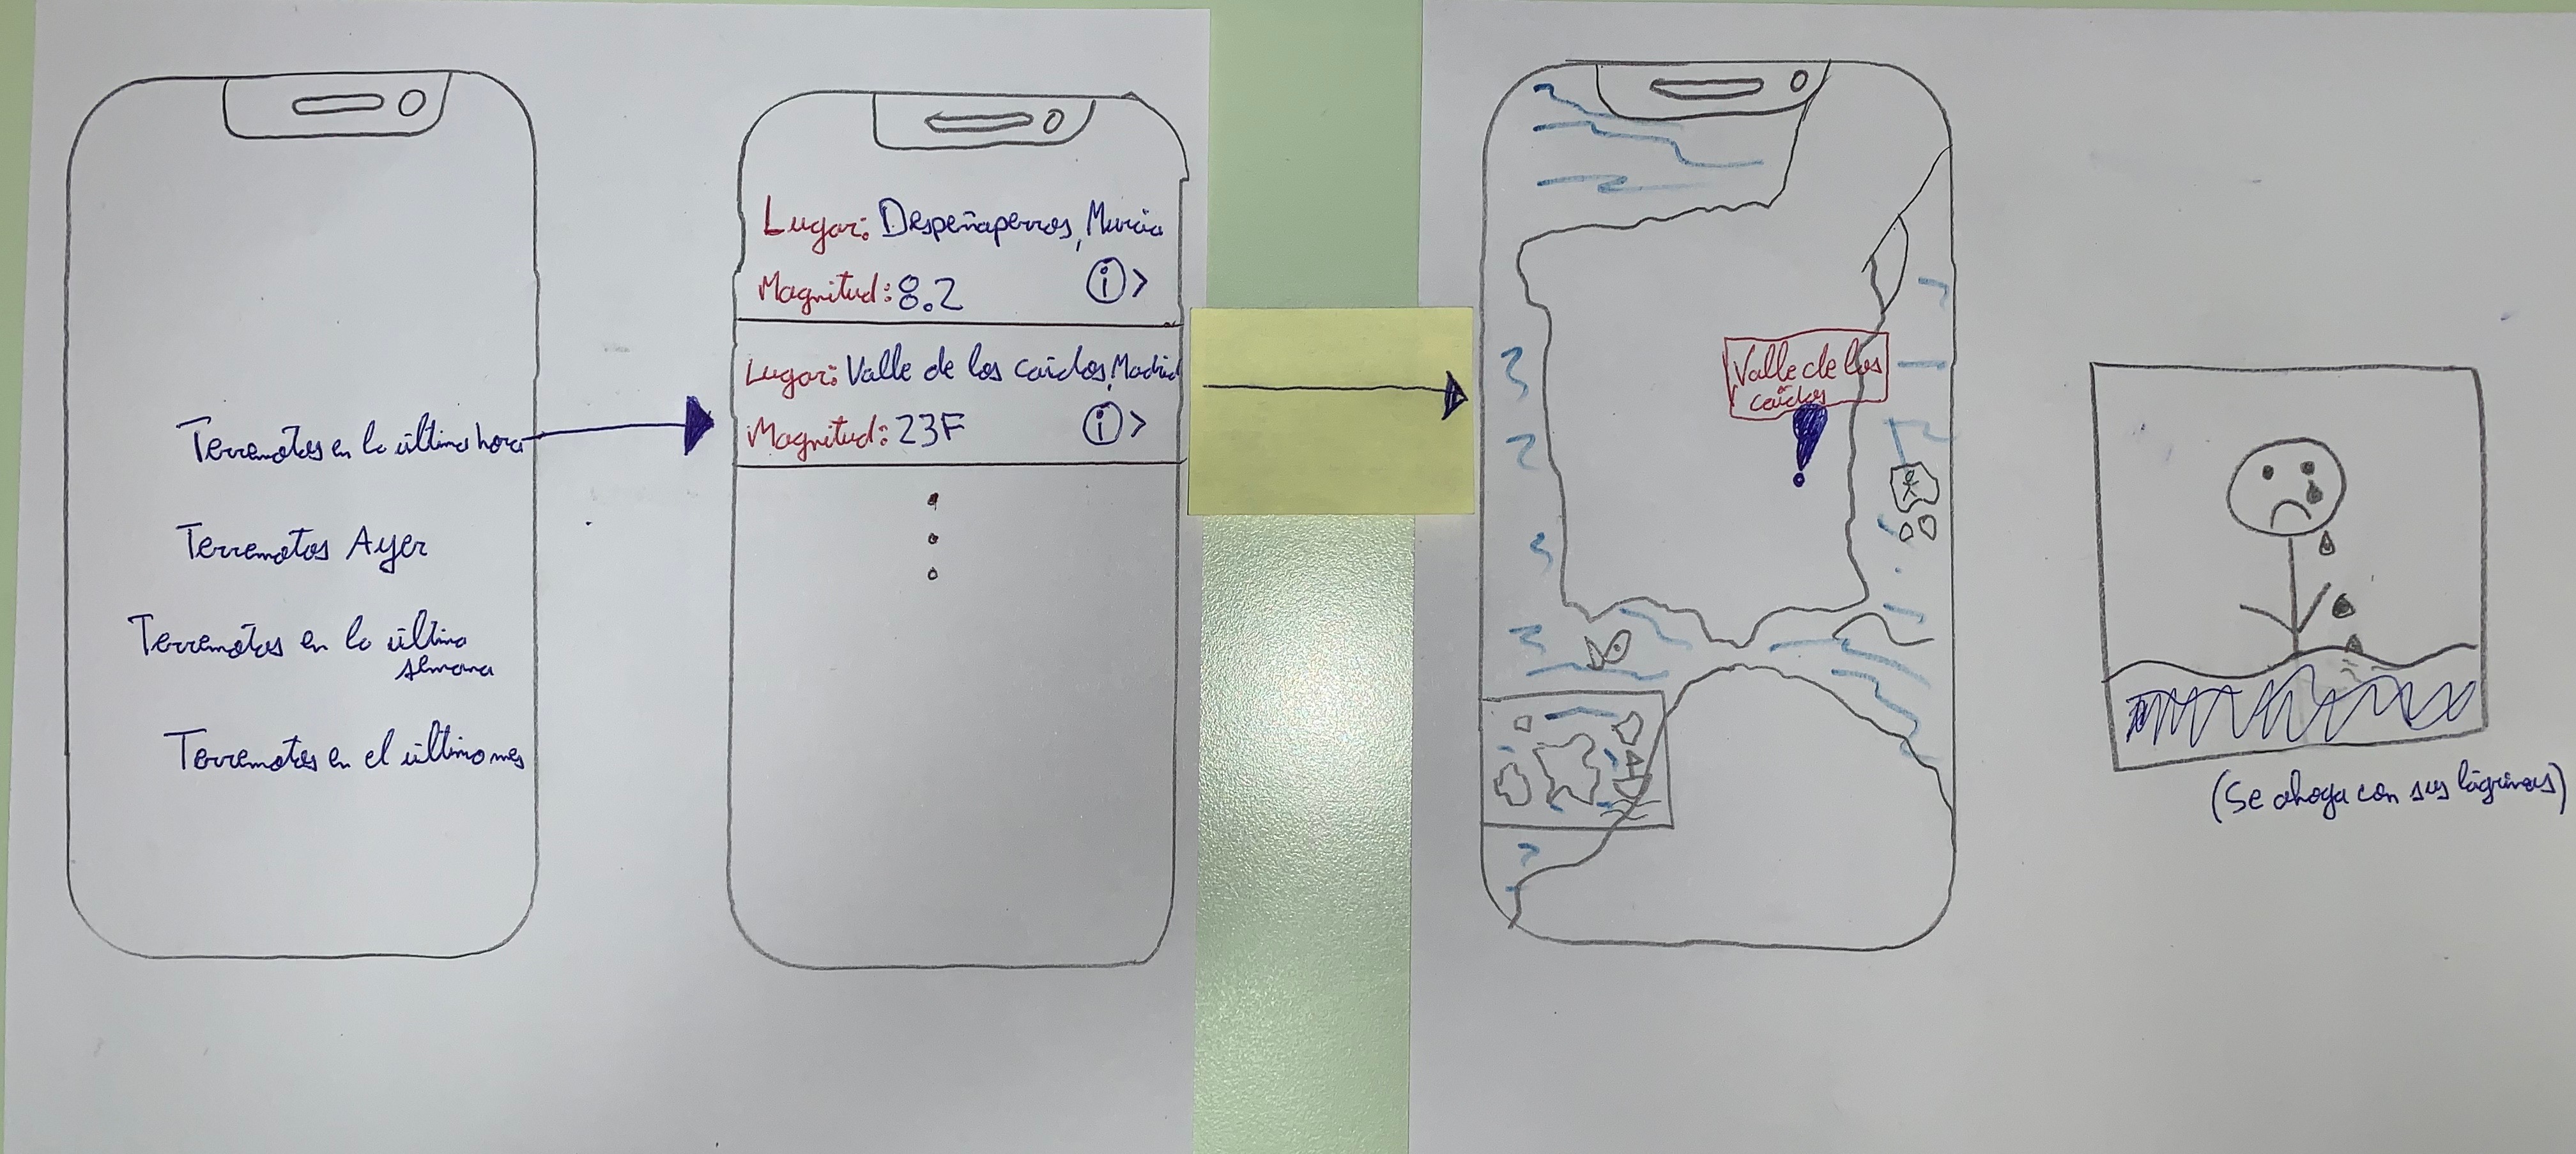 Terremotos en la última hora
Terremotos Ayer
Terremotos en la última
semana
Terremotos en el último mes
Lugar: Despeñaperros, Murcia
Magnitud: 8.2 i >
Lugar: Valle de los caídos, Madrid
Magnitud: 23F i >
Valle de los
caídos
(Se ahoga con sus lágrimas)